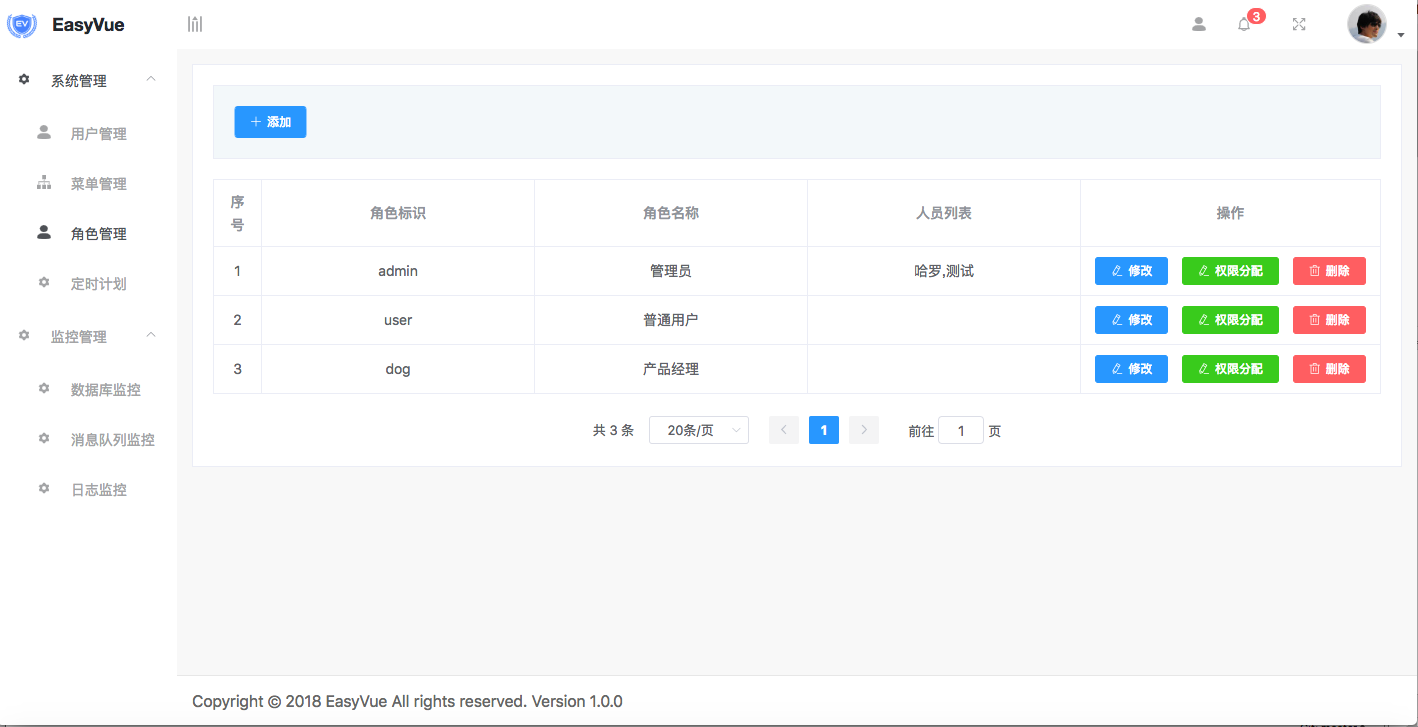 EV EasyVue
3
系统管理
用户管理
菜单管理
角色管理
定时计划
监控管理
数据库监控
消息队列监控
日志监控
添加
序号 角色标识 角色名称 人员列表 操作
1 admin 管理员 哈罗,测试 修改 权限分配 删除
2 user 普通用户 修改 权限分配 删除
3 dog 产品经理 修改 权限分配 删除
共 3 条 20条/页 1 前往 1 页
Copyright © 2018 EasyVue All rights reserved. Version 1.0.0